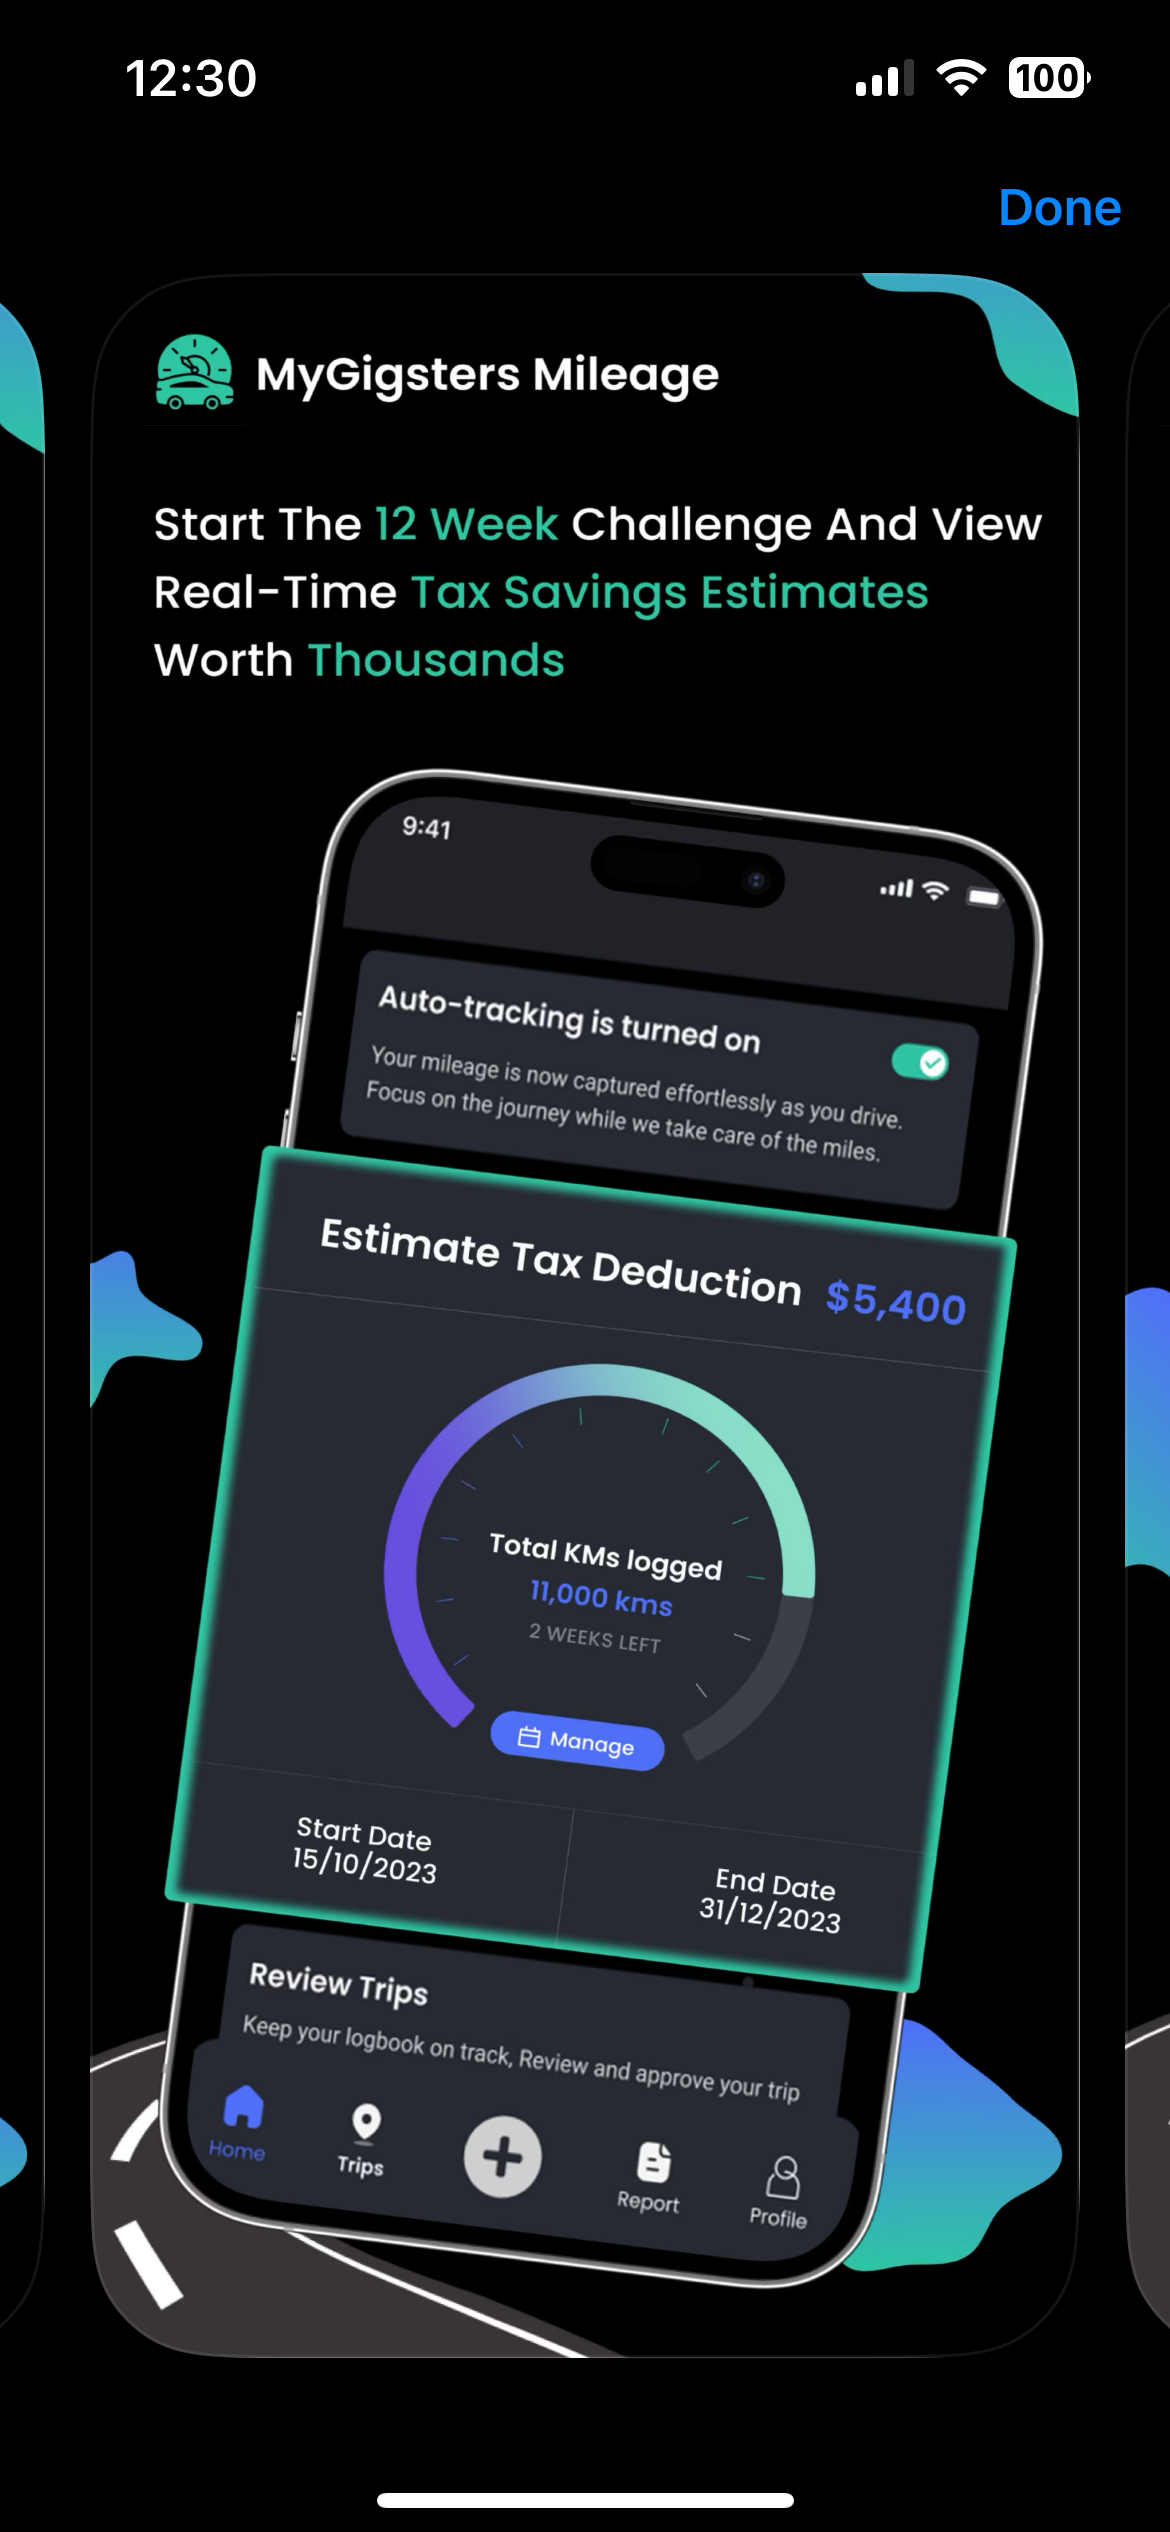 12:30
100
Done
MyGigsters Mileage
Start The 12 Week Challenge And View
Real-Time Tax Savings Estimates
Worth Thousands
9:41
Auto-tracking is turned on
Your mileage is now captured effortlessly as you drive.
Focus on the journey while we take care of the miles.
Estimate Tax Deduction $5,400
Total KMs logged
11,000 kms
2 WEEKS LEFT
Manage
Start Date
15/10/2023
End Date
31/12/2023
Review Trips
Keep your logbook on track, Review and approve your trip
Home
Trips
Report
Profile